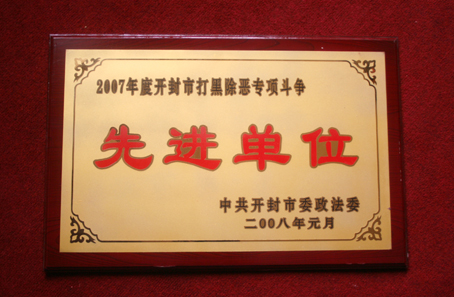 2007年度开封市打黑除恶专项斗争
先进单位
中共开封市委政法委
二00八年元月